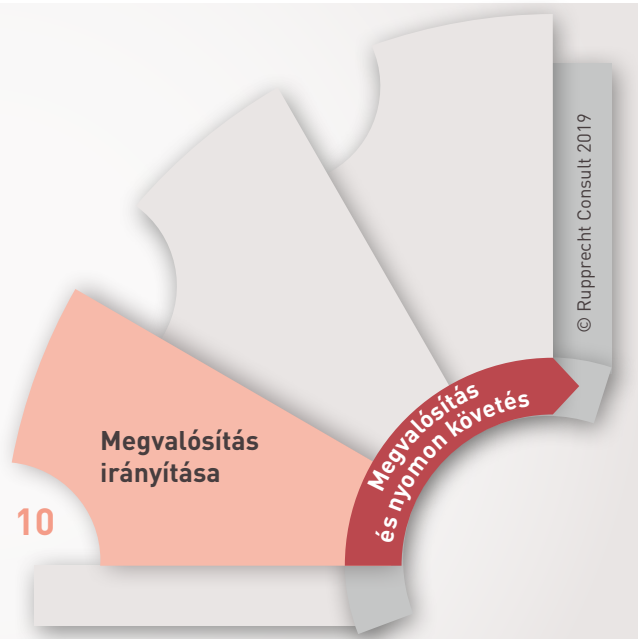 © Rupprecht Consult 2019
Megvalósítás
és nyomon követés
Megvalósítás
irányítása
10